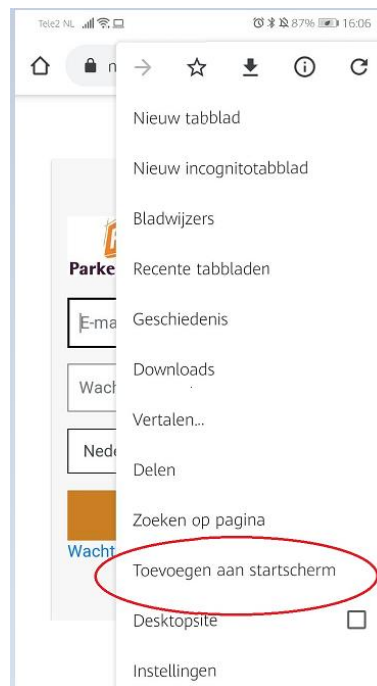 Tele2 NL 87% 16:06
Nieuw tabblad
Nieuw incognitotabblad
Bladwijzers
Parke
Recente tabbladen
E-ma
Geschiedenis
Downloads
Wach
Vertalen...
Nede
Delen
Zoeken op pagina
Wacht
Toevoegen aan startscherm
Desktopsite
Instellingen